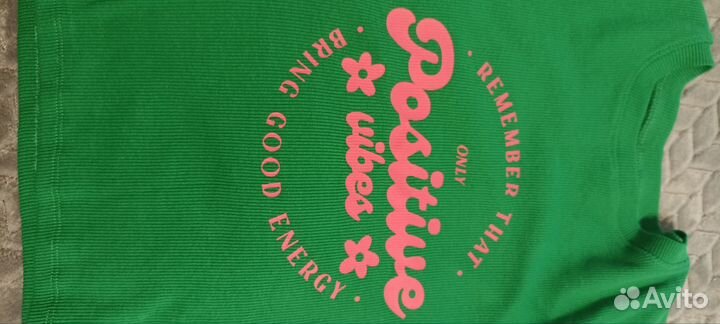 · REMEMBER THAT ·
ONLY
Positive
vibes
· BRING GOOD ENERGY ·
Avito